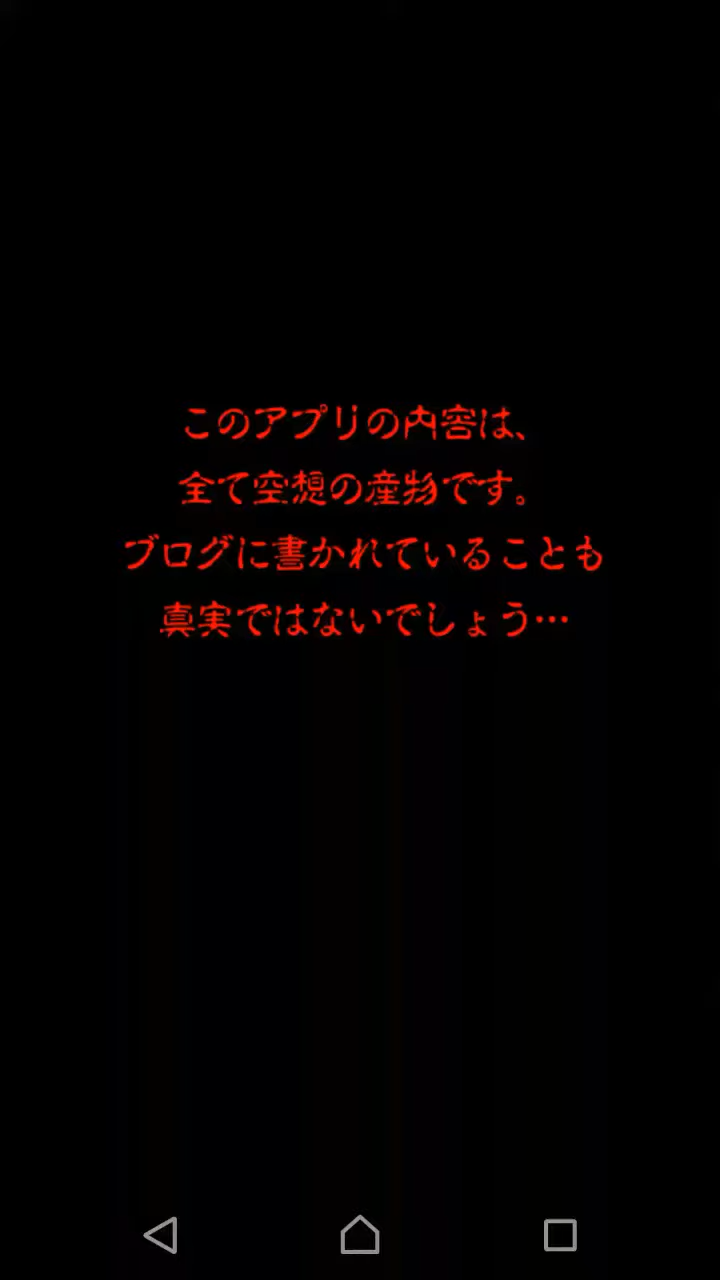 このアプリの内容は、
全て空想の産物です。
ブログに書かれていることも
真実ではないでしょう…